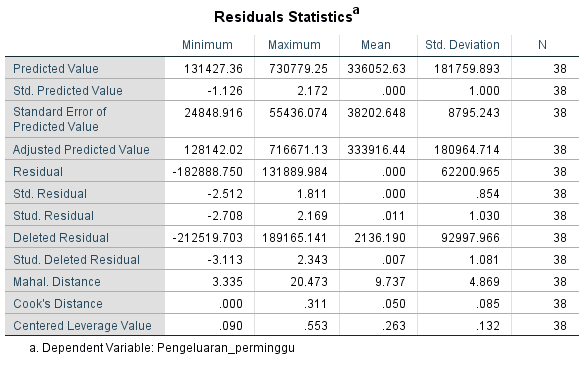 Residuals Statisticsa
Minimum Maximum Mean Std. Deviation N
Predicted Value 131427.36 730779.25 336052.63 181759.893 38
Std. Predicted Value -1.126 2.172 .000 1.000 38
Standard Error of
Predicted Value 24848.916 55436.074 38202.648 8795.243 38
Adjusted Predicted Value 128142.02 716671.13 333916.44 180964.714 38
Residual -182888.750 131889.984 .000 62200.965 38
Std. Residual -2.512 1.811 .000 .854 38
Stud. Residual -2.708 2.169 .011 1.030 38
Deleted Residual -212519.703 189165.141 2136.190 92997.966 38
Stud. Deleted Residual -3.113 2.343 .007 1.081 38
Mahal. Distance 3.335 20.473 9.737 4.869 38
Cook's Distance .000 .311 .050 .085 38
Centered Leverage Value .090 .553 .263 .132 38
a. Dependent Variable: Pengeluaran_perminggu